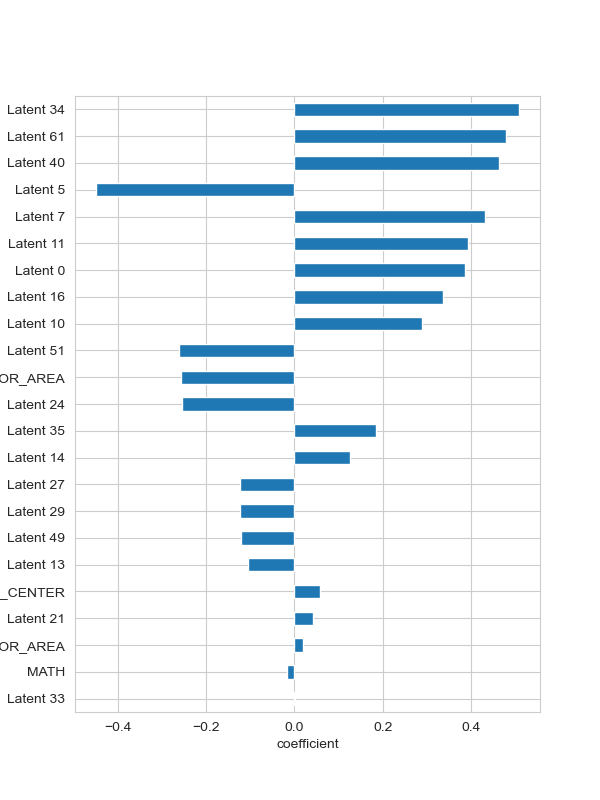 Latent 34
Latent 61
Latent 40
Latent 5
Latent 7
Latent 11
Latent 0
Latent 16
Latent 10
Latent 51
OR_AREA
Latent 24
Latent 35
Latent 14
Latent 27
Latent 29
Latent 49
Latent 13
_CENTER
Latent 21
OR_AREA
MATH
Latent 33
−0.4 −0.2 0.0 0.2 0.4
coefficient